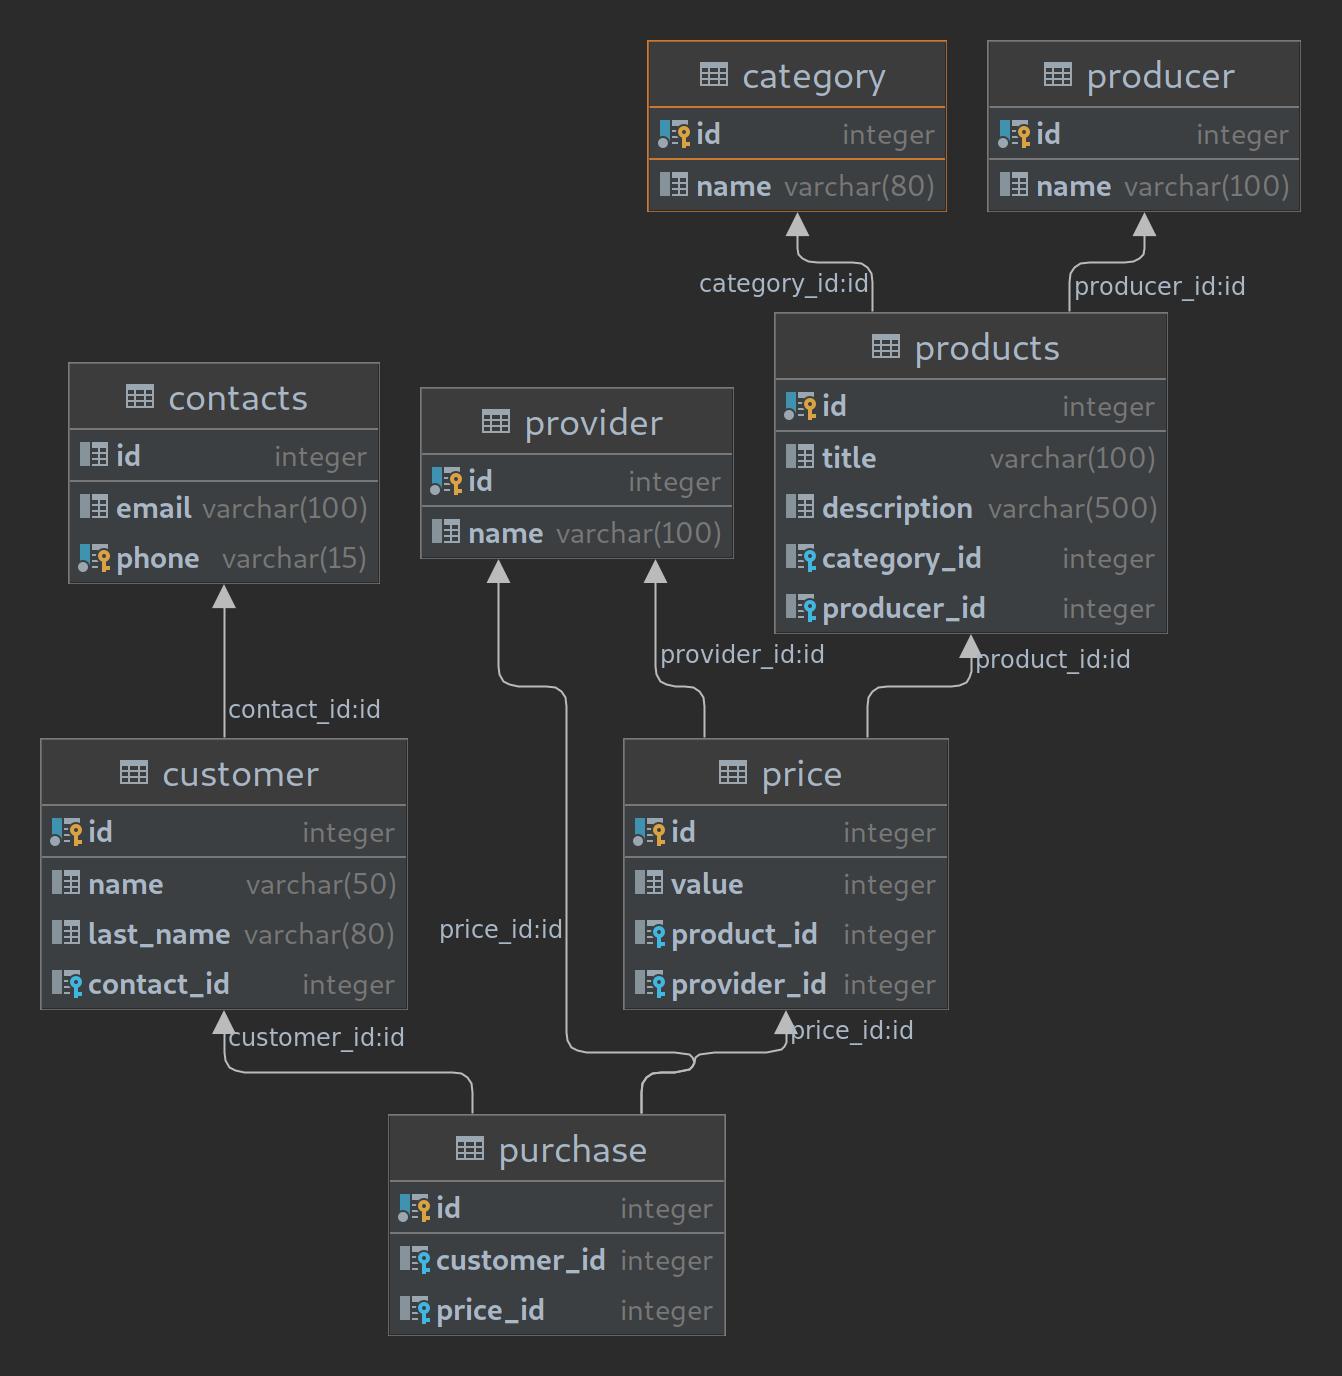 category
id integer
name varchar(80)
producer
id integer
name varchar(100)
category_id:id
producer_id:id
products
id integer
title varchar(100)
description varchar(500)
category_id integer
producer_id integer
contacts
id integer
email varchar(100)
phone varchar(15)
provider
id integer
name varchar(100)
provider_id:id
product_id:id
contact_id:id
customer
id integer
name varchar(50)
last_name varchar(80)
contact_id integer
price
id integer
value integer
product_id integer
provider_id integer
price_id:id
customer_id:id
price_id:id
purchase
id integer
customer_id integer
price_id integer